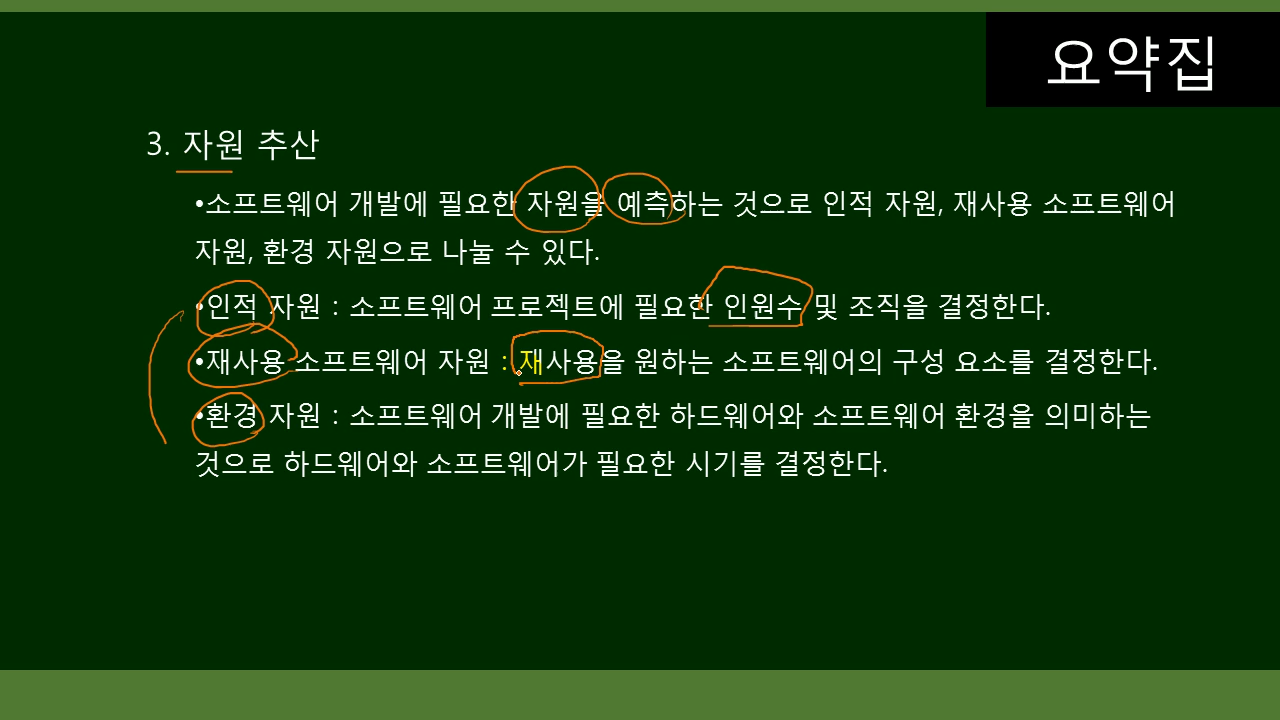 요약집
3. 자원 추산
•소프트웨어 개발에 필요한 자원을 예측하는 것으로 인적 자원, 재사용 소프트웨어
자원, 환경 자원으로 나눌 수 있다.
•인적 자원 : 소프트웨어 프로젝트에 필요한 인원수 및 조직을 결정한다.
•재사용 소프트웨어 자원 : 재사용을 원하는 소프트웨어의 구성 요소를 결정한다.
•환경 자원 : 소프트웨어 개발에 필요한 하드웨어와 소프트웨어 환경을 의미하는
것으로 하드웨어와 소프트웨어가 필요한 시기를 결정한다.